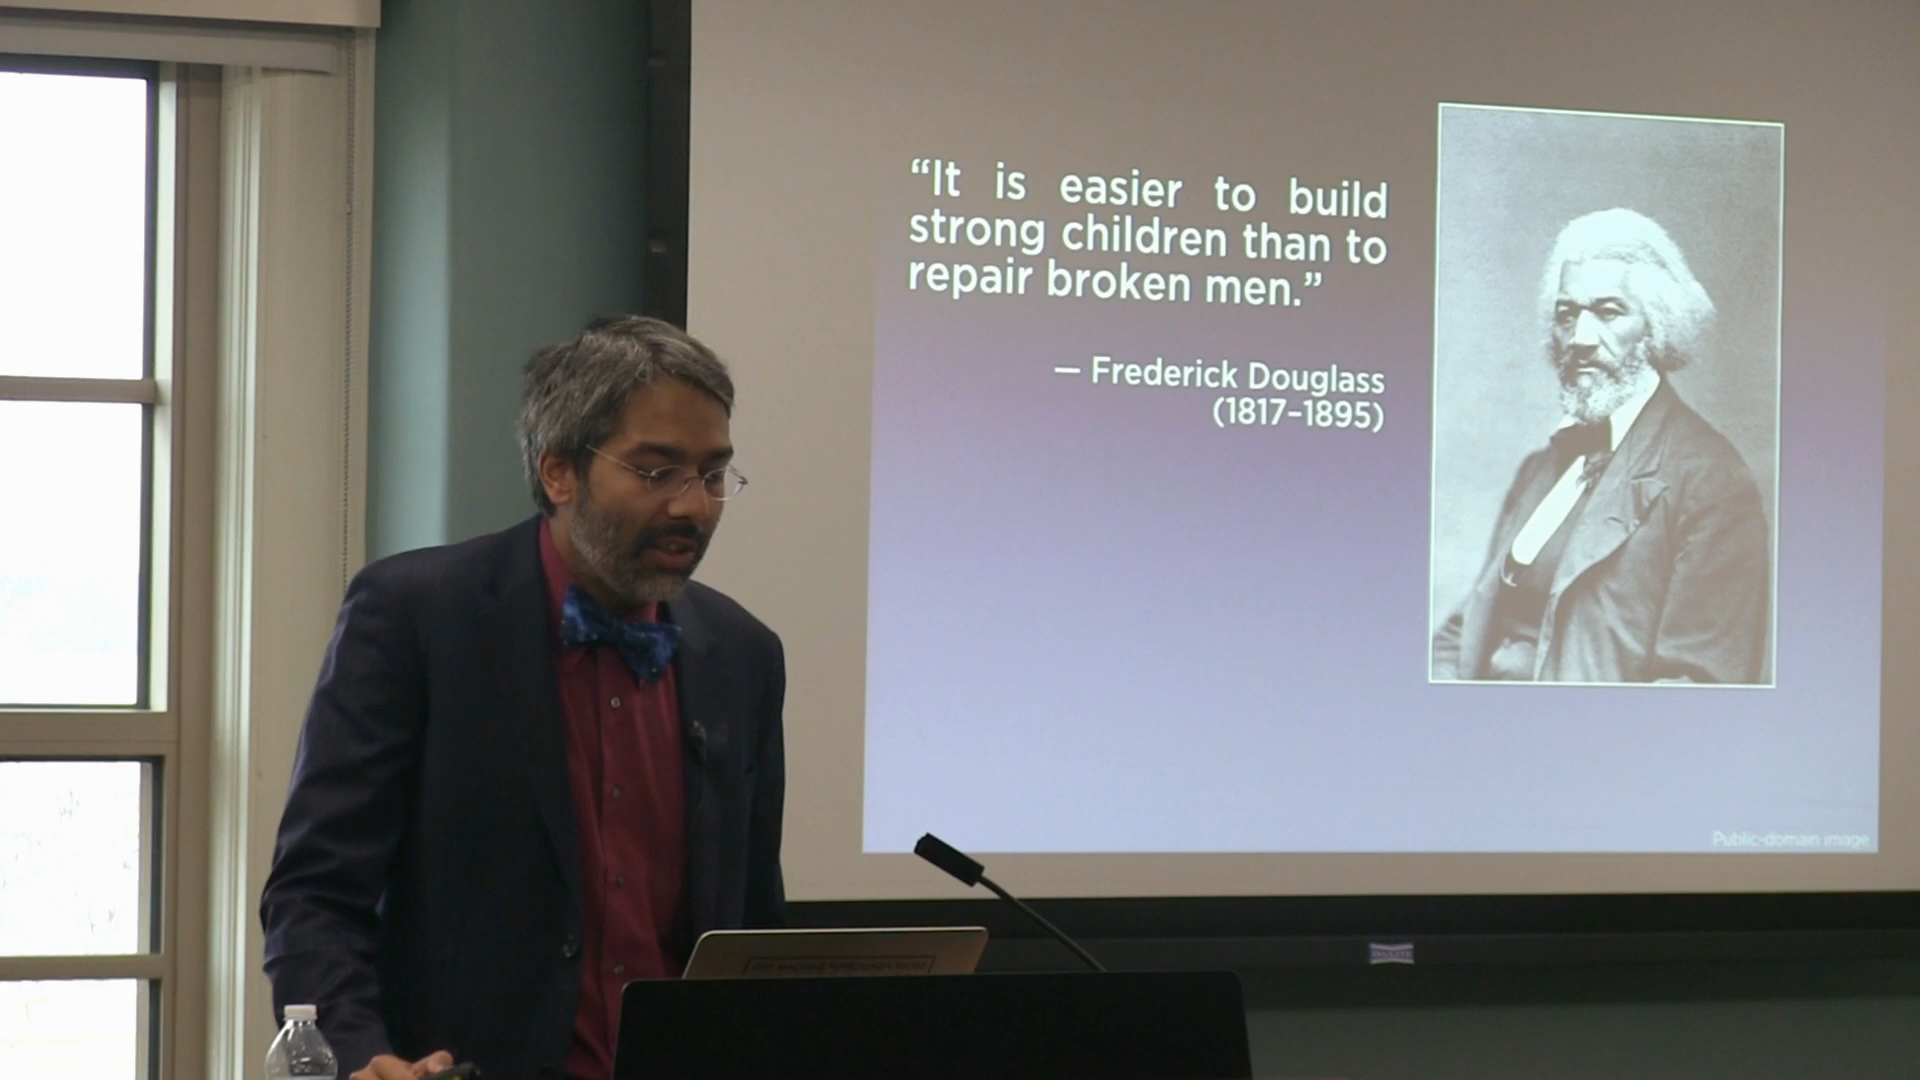 “It is easier to build
strong children than to
repair broken men.”
— Frederick Douglass
(1817–1895)
Public-domain image